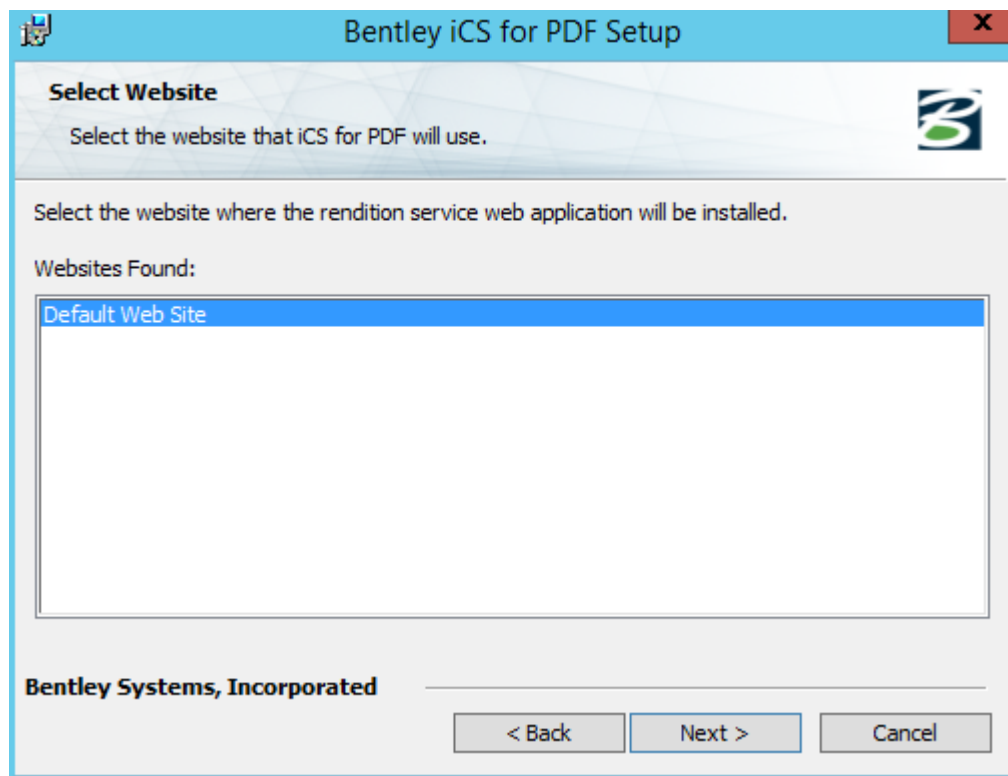 Bentley iCS for PDF Setup
X
Select Website
Select the website that iCS for PDF will use.
Select the website where the rendition service web application will be installed.
Websites Found:
Default Web Site
Bentley Systems, Incorporated
< Back Next > Cancel